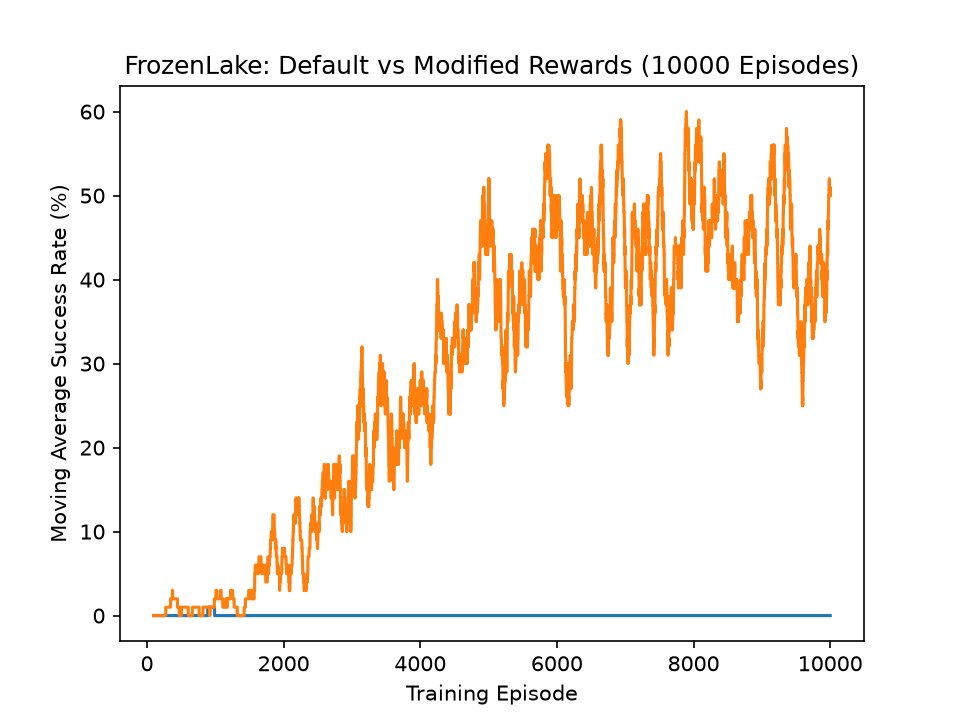 FrozenLake: Default vs Modified Rewards (10000 Episodes)
Moving Average Success Rate (%)
60
50
40
30
20
10
0
0 2000 4000 6000 8000 10000
Training Episode